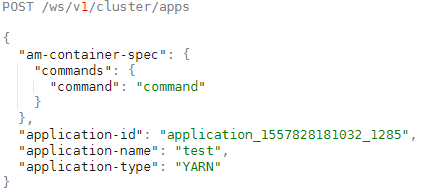 POST /ws/v1/cluster/apps
{
"am-container-spec": {
"commands": {
"command": "command"
}
},
"application-id": "application_1557828181032_1285",
"application-name": "test",
"application-type": "YARN"
}